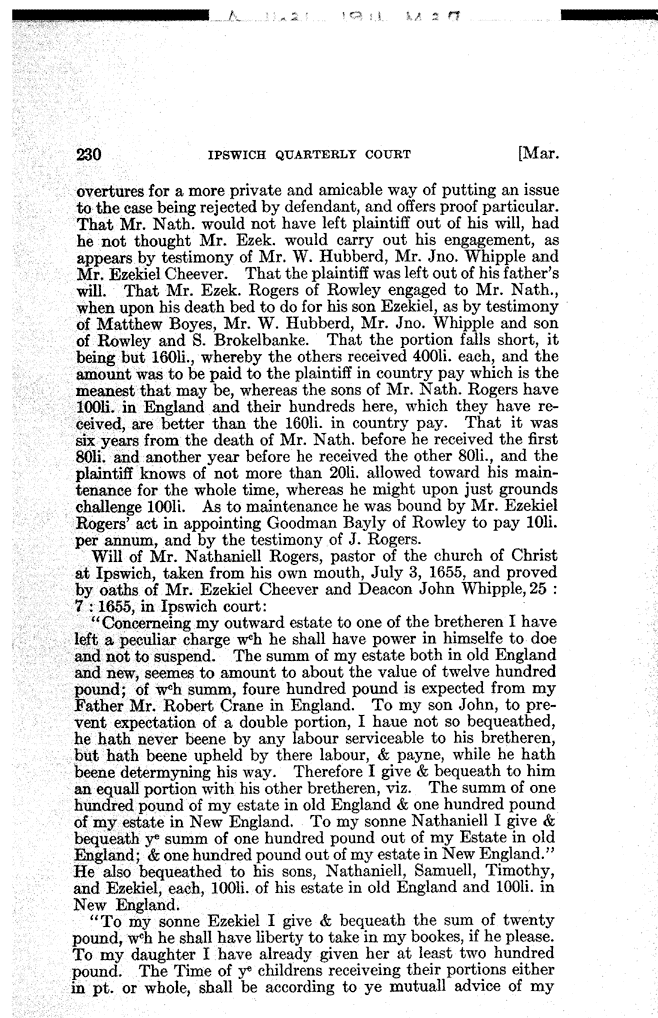 230 IPSWICH QUARTERLY COURT [Mar.
overtures for a more private and amicable way of putting an issue
to the case being rejected by defendant, and offers proof particular.
That Mr. Nath. would not have left plaintiff out of his will, had
he not thought Mr. Ezek. would carry out his engagement, as
appears by testimony of Mr. W. Hubberd, Mr. Jno. Whipple and
Mr. Ezekiel Cheever. That the plaintiff was left out of his father's
will. That Mr. Ezek. Rogers of Rowley engaged to Mr. Nath.,
when upon his death bed to do for his son Ezekiel, as by testimony
of Matthew Boyes, Mr. W. Hubberd, Mr. Jno. Whipple and son
of Rowley and S. Brokelbanke. That the portion falls short, it
being but 160li., whereby the others received 400li. each, and the
amount was to be paid to the plaintiff in country pay which is the
meanest that may be, whereas the sons of Mr. Nath. Rogers have
100li. in England and their hundreds here, which they have re-
ceived, are better than the 160li. in country pay. That it was
six years from the death of Mr. Nath. before he received the first
80li. and another year before he received the other 80li., and the
plaintiff knows of not more than 20li. allowed toward his main-
tenance for the whole time, whereas he might upon just grounds
challenge 100li. As to maintenance he was bound by Mr. Ezekiel
Rogers' act in appointing Goodman Bayly of Rowley to pay 10li.
per annum, and by the testimony of J. Rogers.
Will of Mr. Nathaniell Rogers, pastor of the church of Christ
at Ipswich, taken from his own mouth, July 3, 1655, and proved
by oaths of Mr. Ezekiel Cheever and Deacon John Whipple, 25 :
7 : 1655, in Ipswich court:
"Concerneing my outward estate to one of the bretheren I have
left a peculiar charge wᶜh he shall have power in himselfe to doe
and not to suspend. The summ of my estate both in old England
and new, seemes to amount to about the value of twelve hundred
pound; of wᶜh summ, foure hundred pound is expected from my
Father Mr. Robert Crane in England. To my son John, to pre-
vent expectation of a double portion, I haue not so bequeathed,
he hath never beene by any labour serviceable to his bretheren,
but hath beene upheld by there labour, & payne, while he hath
beene determyning his way. Therefore I give & bequeath to him
an equall portion with his other bretheren, viz. The summ of one
hundred pound of my estate in old England & one hundred pound
of my estate in New England. To my sonne Nathaniell I give &
bequeath yᵉ summ of one hundred pound out of my Estate in old
England; & one hundred pound out of my estate in New England."
He also bequeathed to his sons, Nathaniell, Samuell, Timothy,
and Ezekiel, each, 100li. of his estate in old England and 100li. in
New England.
"To my sonne Ezekiel I give & bequeath the sum of twenty
pound, wᶜh he shall have liberty to take in my bookes, if he please.
To my daughter I have already given her at least two hundred
pound. The Time of yᵉ childrens receiveing their portions either
in pt. or whole, shall be according to ye mutuall advice of my